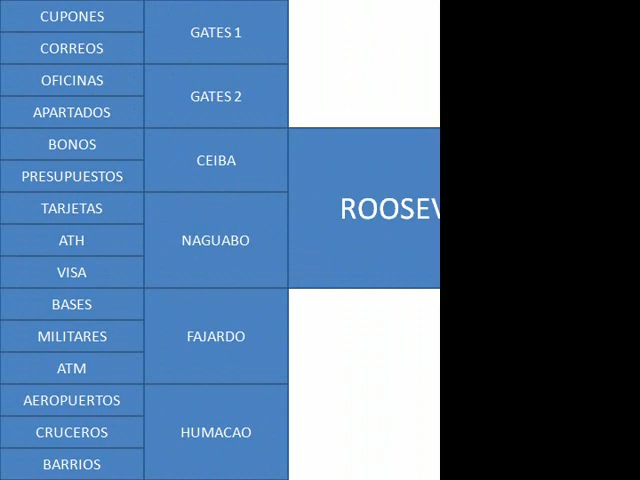 CUPONES
CORREOS
GATES 1
OFICINAS
APARTADOS
GATES 2
BONOS
PRESUPUESTOS
CEIBA
TARJETAS
ATH
VISA
NAGUABO
BASES
MILITARES
ATM
FAJARDO
AEROPUERTOS
CRUCEROS
BARRIOS
HUMACAO